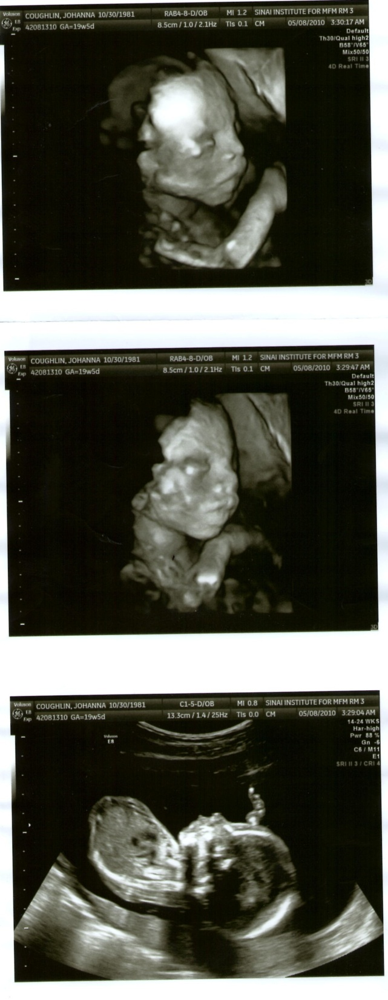 Voluson E8 Exp
COUGHLIN, JOHANNA 10/30/1981 RAB4-8-D/OB MI 1.2 SINAI INSTITUTE FOR MFM RM 3
42081310 GA=19w5d 8.5cm / 1.0 / 2.1Hz TIs 0.1 CM 05/08/2010 3:30:17 AM
Default
Th30/Qual high2
B58°/V65°
Mix50/50
SRI II 3
4D Real Time
3D
Voluson E8 Exp
COUGHLIN, JOHANNA 10/30/1981 RAB4-8-D/OB MI 1.2 SINAI INSTITUTE FOR MFM RM 3
42081310 GA=19w5d 8.5cm / 1.0 / 2.1Hz TIs 0.1 CM 05/08/2010 3:29:47 AM
Default
Th30/Qual high2
B58°/V65°
Mix50/50
SRI II 3
4D Real Time
3D
Voluson E8 Exp
COUGHLIN, JOHANNA 10/30/1981 C1-5-D/OB MI 0.8 SINAI INSTITUTE FOR MFM RM 3
42081310 GA=19w5d 13.3cm / 1.4 / 25Hz TIs 0.0 CM 05/08/2010 3:29:04 AM
14-24 WKS
Har-high
Pwr 88 %
Gn -6
C6 / M11
E1
SRI II 3 / CRI 4
Voluson
E8